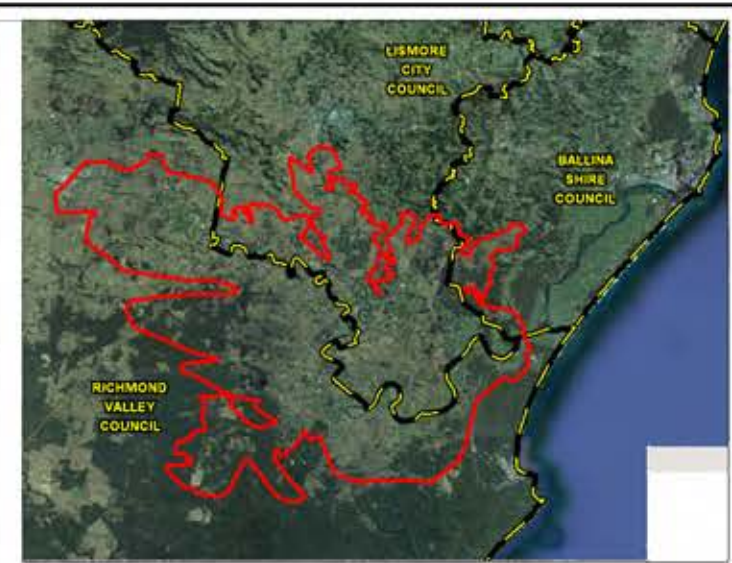 LISMORE
CITY
COUNCIL
BALLINA
SHIRE
COUNCIL
RICHMOND
VALLEY
COUNCIL